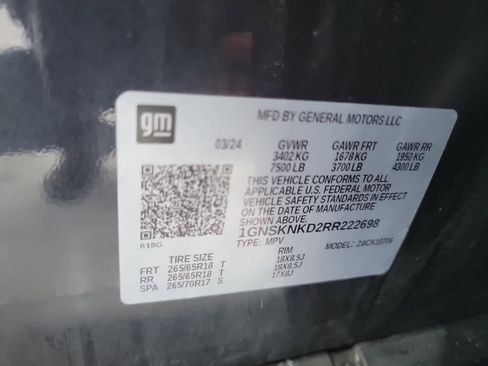 gm
MFD BY GENERAL MOTORS LLC
03/24 GVWR GAWR FRT GAWR RR
3402 KG 1678 KG 1950 KG
7500 LB 3700 LB 4300 LB
THIS VEHICLE CONFORMS TO ALL
APPLICABLE U.S. FEDERAL MOTOR
VEHICLE SAFETY STANDARDS IN EFFECT
ON THE DATE OF MANUFACTURE
SHOWN ABOVE.
1GNSKNKD2RR222698
618G TYPE: MPV MODEL:
TIRE SIZE RIM
FRT 265/65R18 T 18X8.5J
RR 265/65R18 T 18X8.5J
SPA 265/70R17 S 17X8J